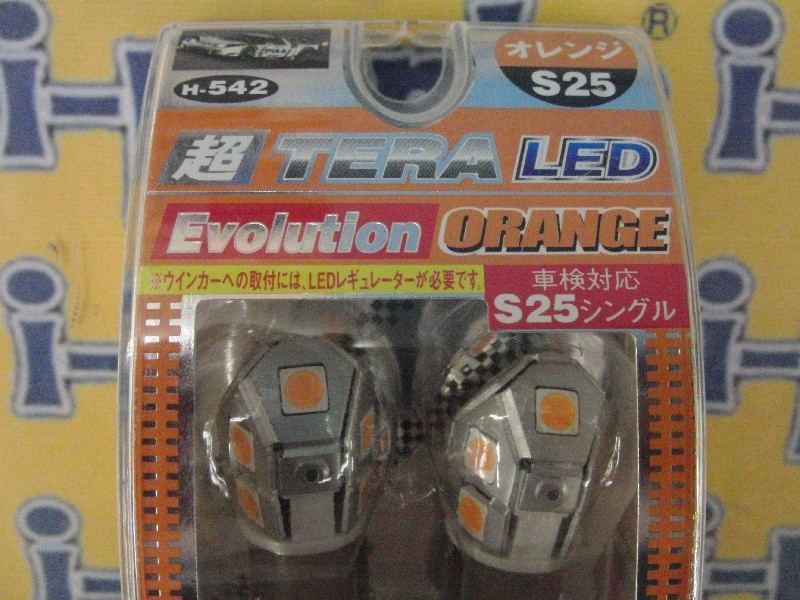 PIAA
オレンジ
H-542
S25
超 TERA LED
Evolution ORANGE
※ウインカーへの取付には、LEDレギュレーターが必要です。
車検対応
S25シングル
®